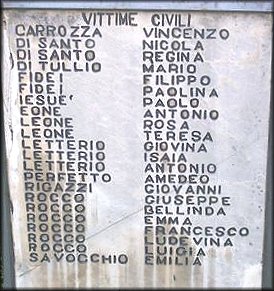 VITTIME CIVILI
CAROZZA VINCENZO
DI SANTO NICOLA
DI SANTO REGINA
DI TULLIO MARIO
FIDEI FILIPPO
FIDEI PAOLINA
IESUE' PAOLO
LEONE ANTONIO
LEONE ROSA
LEONE TERESA
LETTERIO GIOVINA
LETTERIO ISAIA
LETTERIO ANTONIO
PERFETTO AMEDEO
RIGAZZI GIOVANNI
ROCCO GIUSEPPE
ROCCO BELLINDA
ROCCO EMMA
ROCCO FRANCESCO
ROCCO LUDEVINA
ROCCO LUIGIA
SAVOCCHIO EMILIA